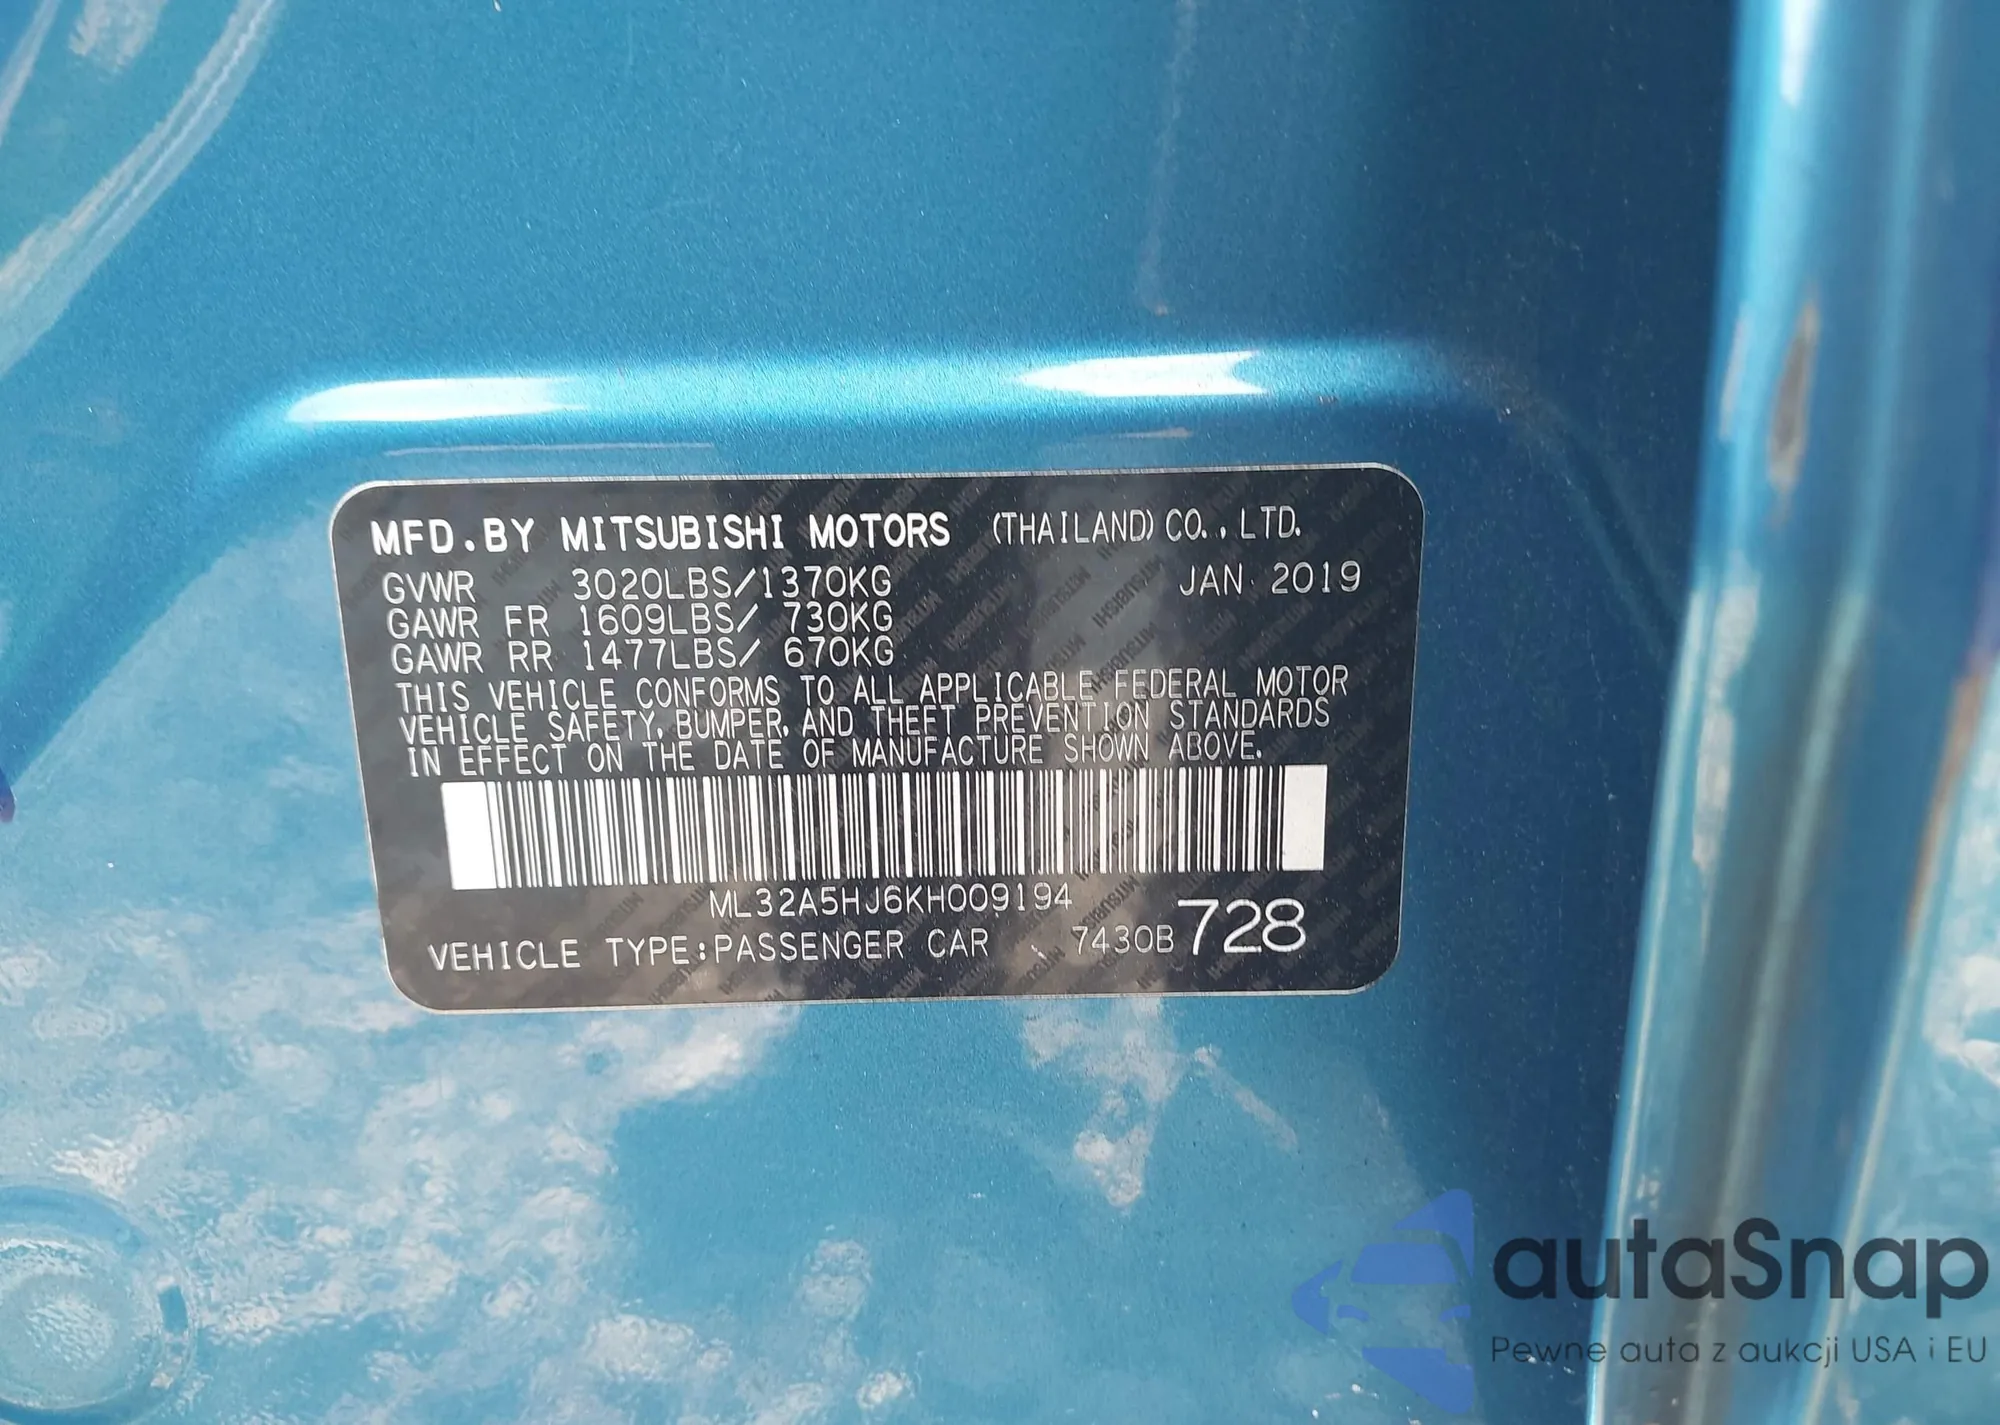 MFD.BY MITSUBISHI MOTORS (THAILAND) CO.,LTD.
GVWR 3020LBS/1370KG JAN 2019
GAWR FR 1609LBS/ 730KG
GAWR RR 1477LBS/ 670KG
THIS VEHICLE CONFORMS TO ALL APPLICABLE FEDERAL MOTOR
VEHICLE SAFETY, BUMPER, AND THEFT PREVENTION STANDARDS
IN EFFECT ON THE DATE OF MANUFACTURE SHOWN ABOVE.
ML32A5HJ6KH009194
VEHICLE TYPE:PASSENGER CAR 7430B 728
autaSnap
Pewne auta z aukcji USA i EU